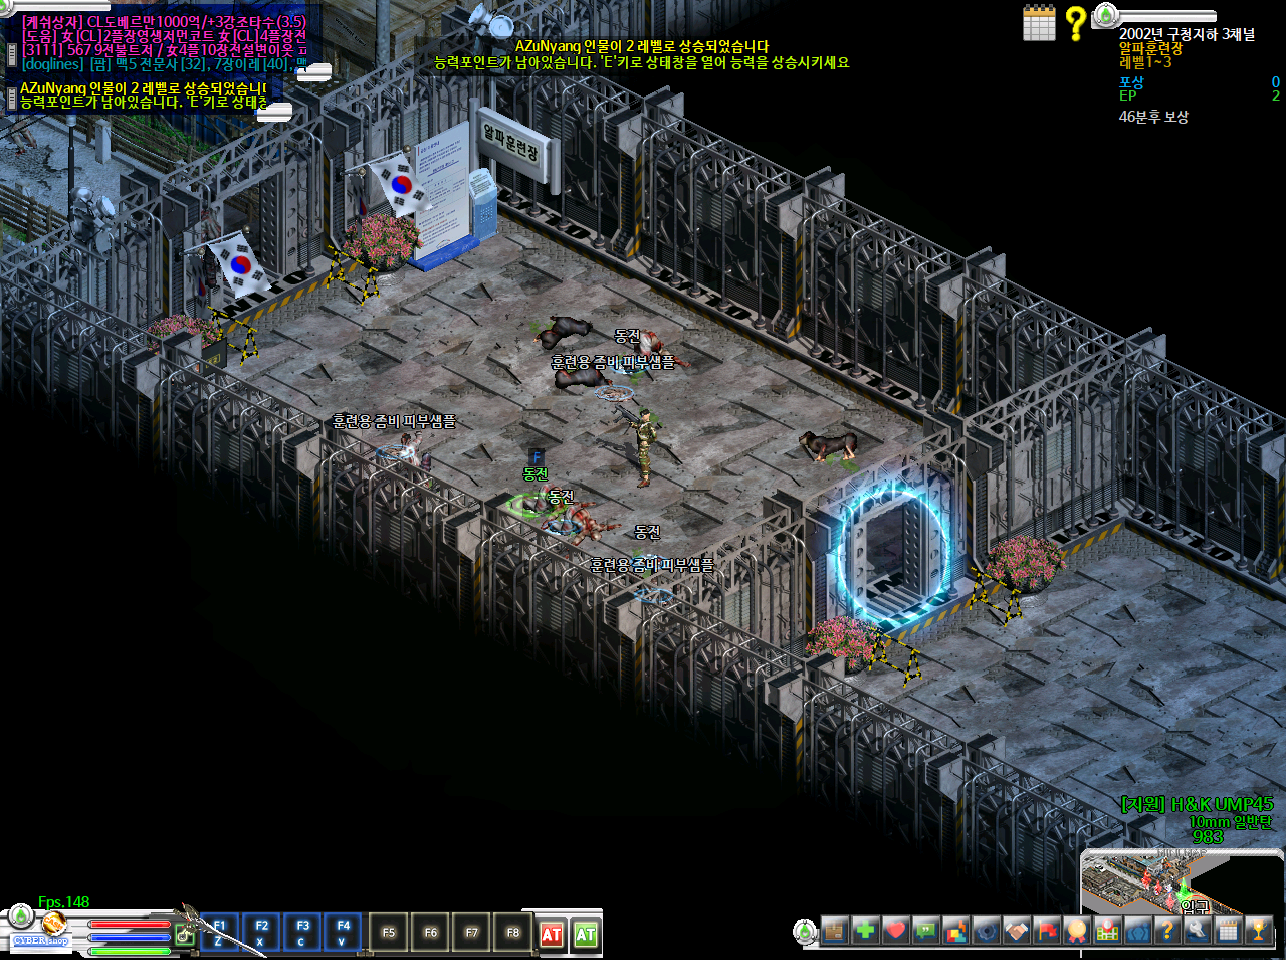 [케쉬상자] CL도베르만1000억/+3강조타수(3.5)
[도움] 女[CL]2플장영생저먼코트 女[CL]4플장전
[3111] 567 9전불트저 / 女4플10장전설변이옷
[doglines] [팜] 맥5 전문사 [32], 7장이레 [40],
AZuNyang 인물이 2 레벨로 상승되었습니다
능력포인트가 남아있습니다. 'E'키로 상태창
AZuNyang 인물이 2 레벨로 상승되었습니다
능력포인트가 남아있습니다. 'E'키로 상태창을 열어 능력을 상승시키세요
2002년 구청지하 3채널
알파훈련장
레벨1~3
포상 0
EP 2
46분후 보상
알파훈련장
동전
훈련용 좀비 피부샘플
훈련용 좀비 피부샘플
F
동전
동전
동전
훈련용 좀비 피부샘플
[지원] H&K UMP45
10mm 일반탄
983
MINI MAP
입구
Fps.148
CYBER shop
F1 F2 F3 F4 F5 F6 F7 F8 AT AT
Z X C V